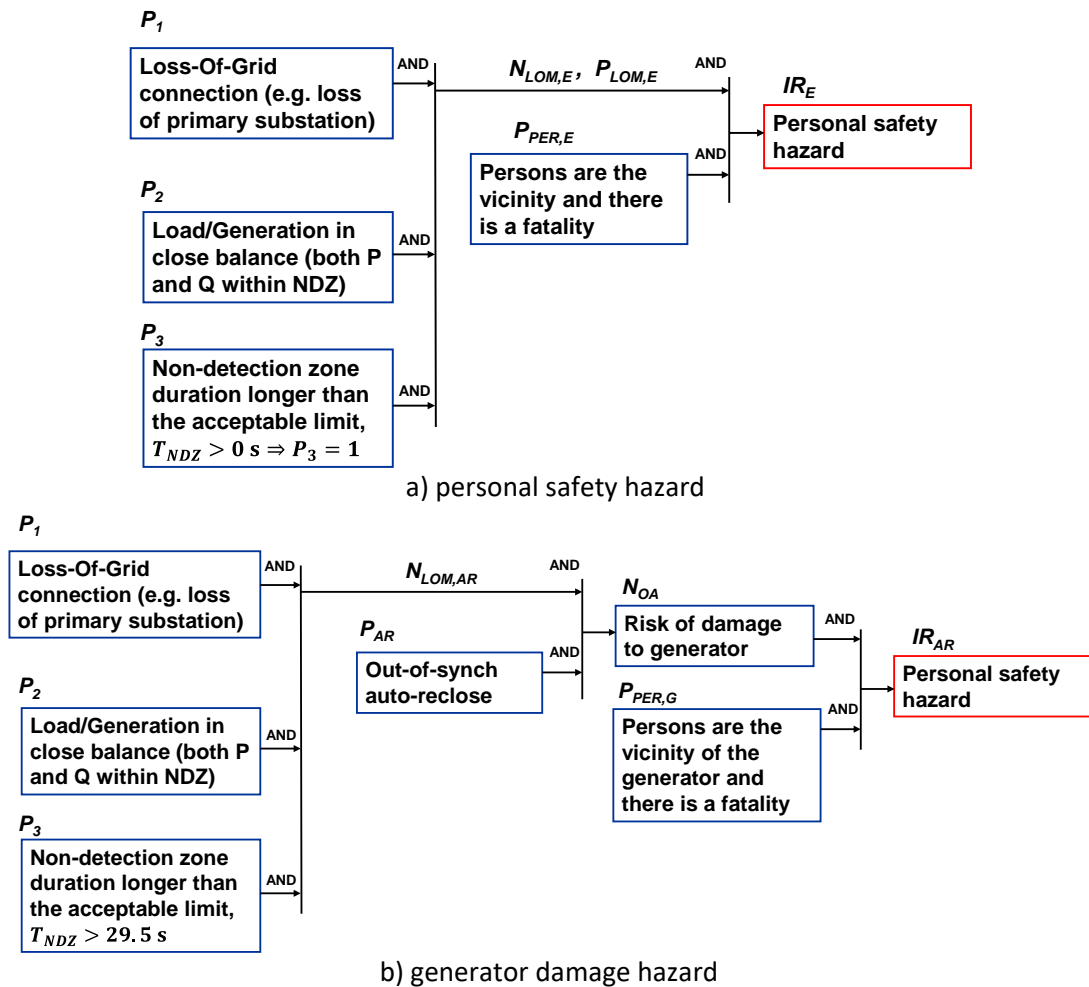 P1
Loss-Of-Grid
connection (e.g. loss
of primary substation)
AND
N_LOM,E , P_LOM,E
AND
IR_E
Personal safety
hazard
P_PER,E
Persons are the
vicinity and there
is a fatality
AND
P2
Load/Generation in
close balance (both P
and Q within NDZ)
AND
P3
Non-detection zone
duration longer than
the acceptable limit,
T_NDZ > 0 s ⇒ P_3 = 1
AND
a) personal safety hazard
P1
Loss-Of-Grid
connection (e.g. loss
of primary substation)
AND
N_LOM,AR
AND
N_OA
Risk of damage
to generator
AND
IR_AR
Personal safety
hazard
P_AR
Out-of-synch
auto-reclose
AND
P_PER,G
Persons are the
vicinity of the
generator and
there is a fatality
AND
P2
Load/Generation in
close balance (both P
and Q within NDZ)
AND
P3
Non-detection zone
duration longer than
the acceptable limit,
T_NDZ > 29.5 s
AND
b) generator damage hazard